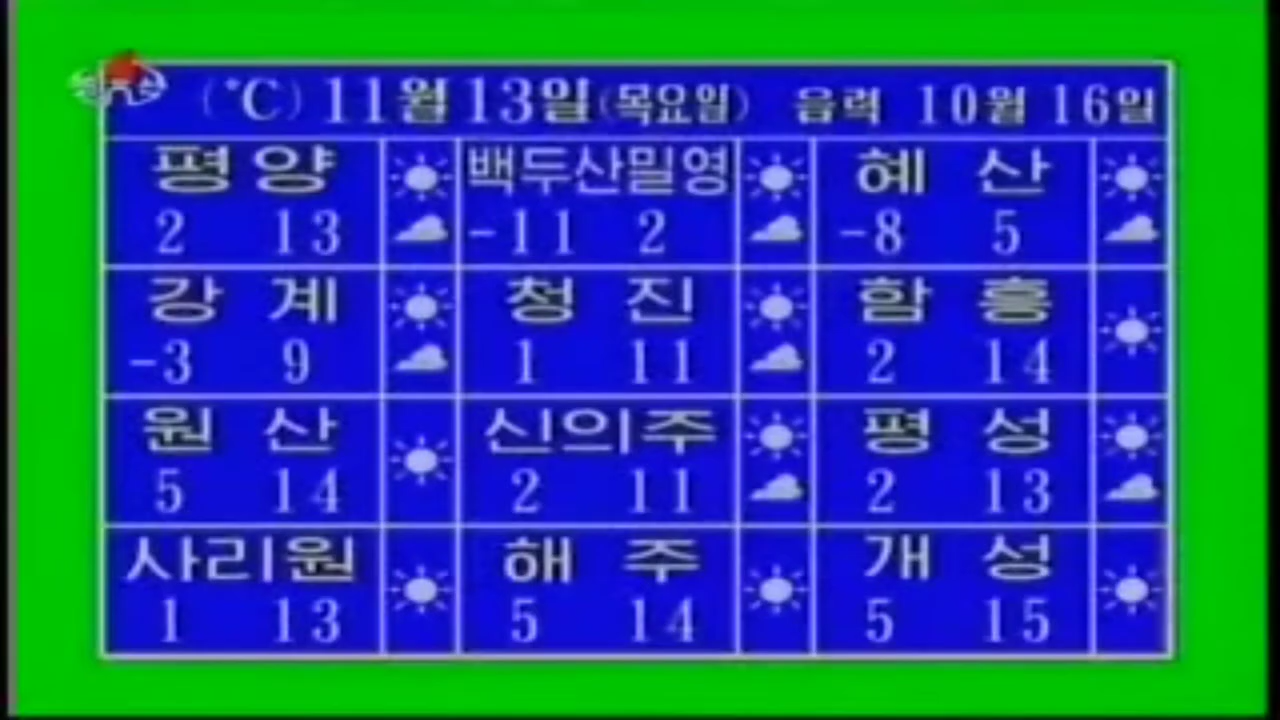 (℃) 11월 13일 (목요일) 음력 10월 16일
평양 백두산밀영 혜산
2 13 -11 2 -8 5
강계 청진 함흥
-3 9 1 11 2 14
원산 신의주 평성
5 14 2 11 2 13
사리원 해주 개성
1 13 5 14 5 15